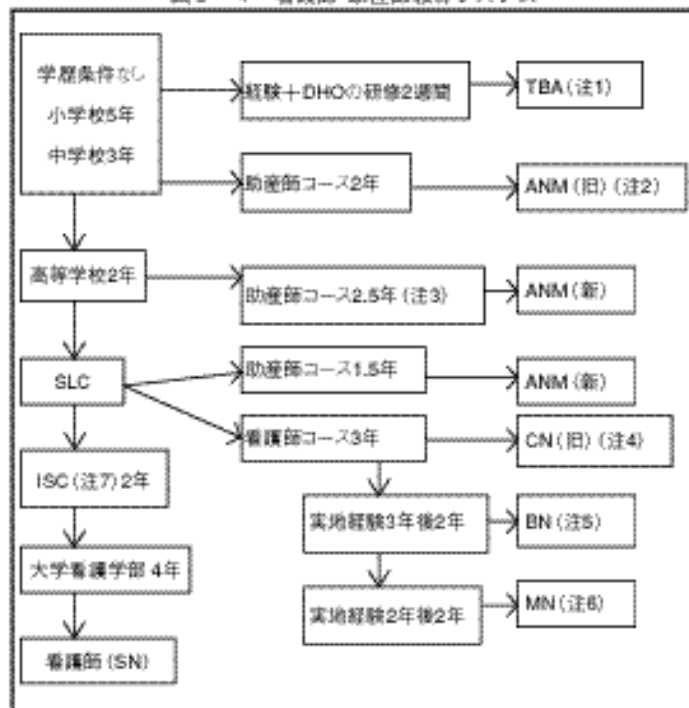 学歴条件なし
小学校5年
中学校3年
経験+DHOの研修2週間
TBA (注1)
助産師コース2年
ANM (旧) (注2)
高等学校2年
助産師コース2.5年 (注3)
ANM (新)
SLC
助産師コース1.5年
ANM (新)
看護師コース3年
CN (旧) (注4)
ISC (注7) 2年
実地経験3年後2年
BN (注5)
大学看護学部 4年
実地経験2年後2年
MN (注6)
看護師 (SN)